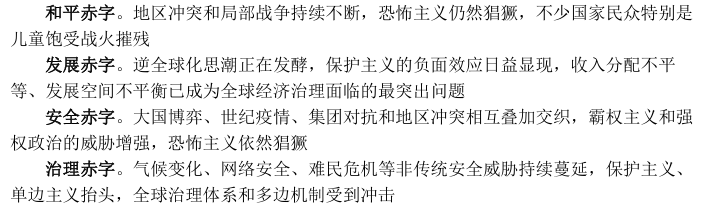 和平赤字。地区冲突和局部战争持续不断，恐怖主义仍然猖獗，不少国家民众特别是
儿童饱受战火摧残
发展赤字。逆全球化思潮正在发酵，保护主义的负面效应日益显现，收入分配不平
等、发展空间不平衡已成为全球经济治理面临的最突出问题
安全赤字。大国博弈、世纪疫情、集团对抗和地区冲突相互叠加交织，霸权主义和强
权政治的威胁增强，恐怖主义依然猖獗
治理赤字。气候变化、网络安全、难民危机等非传统安全威胁持续蔓延，保护主义、
单边主义抬头，全球治理体系和多边机制受到冲击